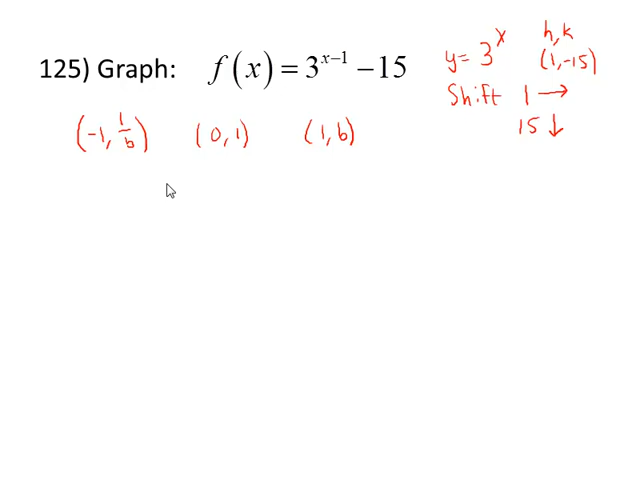 125) Graph: f(x) = 3^{x−1} − 15
y = 3^x h, k
(1, -15)
Shift 1 →
15 ↓
(-1, 1/b) (0, 1) (1, b)